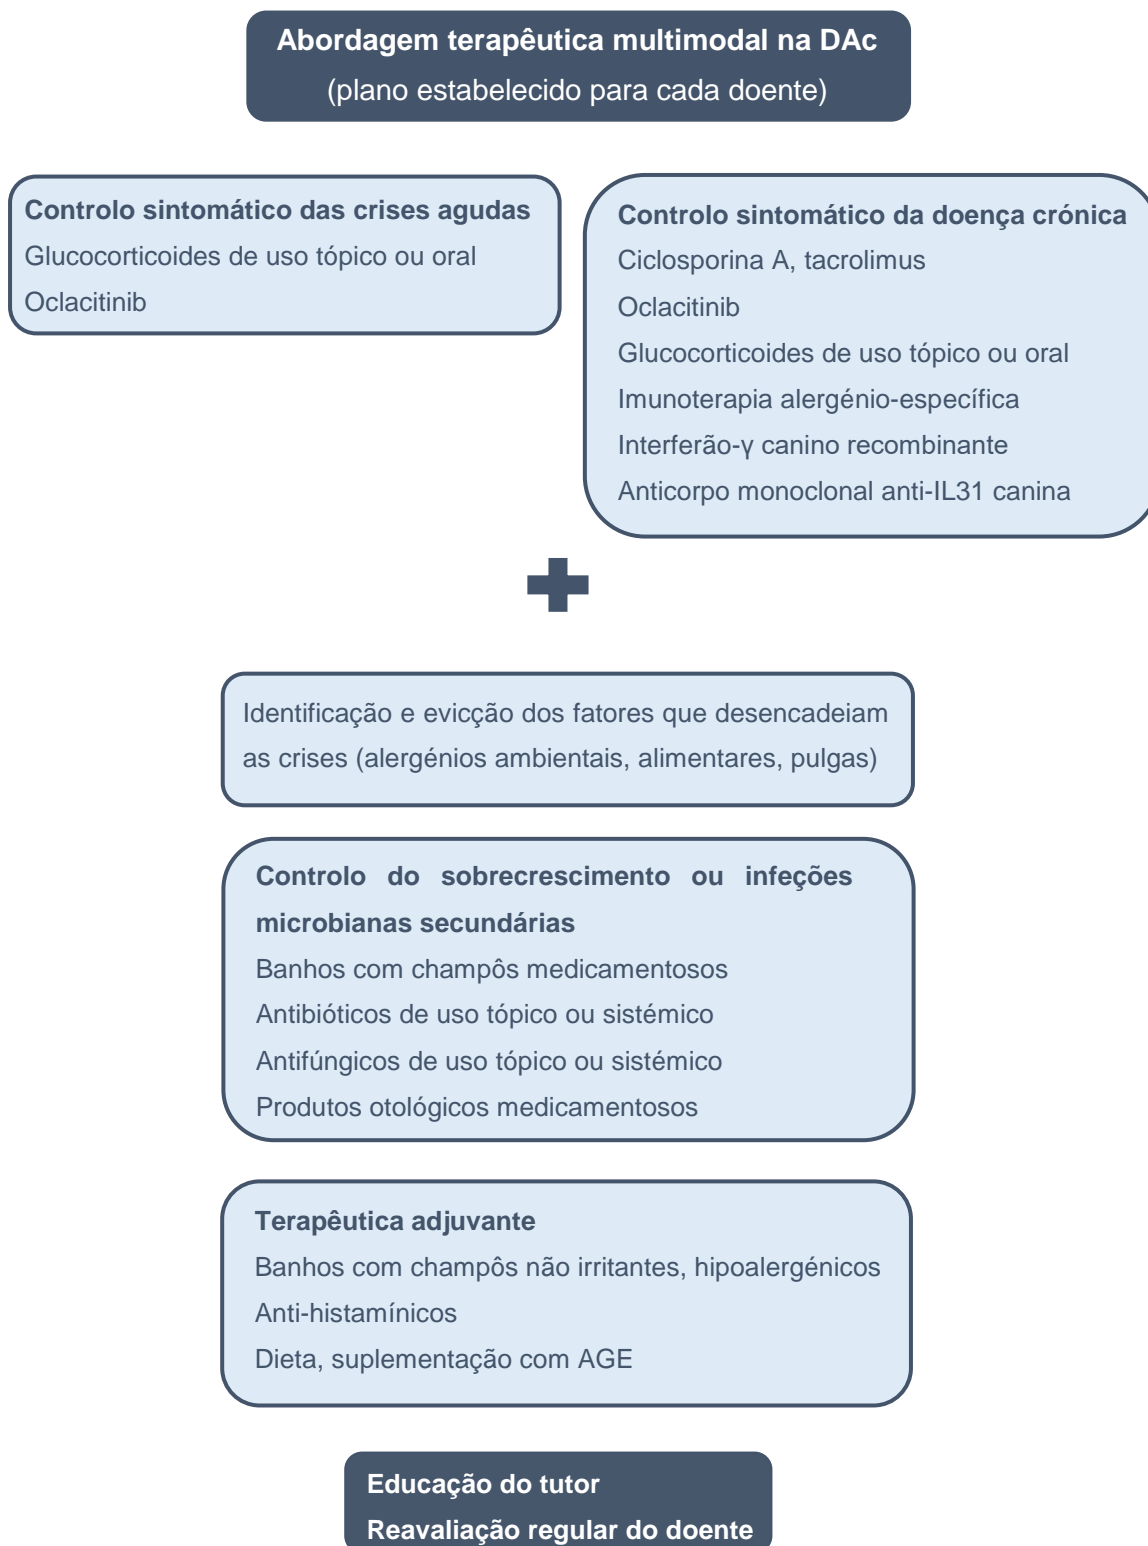 Abordagem terapêutica multimodal na DAc
(plano estabelecido para cada doente)
Controlo sintomático das crises agudas
Glucocorticoides de uso tópico ou oral
Oclacitinib
Controlo sintomático da doença crónica
Ciclosporina A, tacrolimus
Oclacitinib
Glucocorticoides de uso tópico ou oral
Imunoterapia alergénio-específica
Interferão-γ canino recombinante
Anticorpo monoclonal anti-IL31 canina
Identificação e evicção dos fatores que desencadeiam
as crises (alergénios ambientais, alimentares, pulgas)
Controlo do sobrecrescimento ou infeções
microbianas secundárias
Banhos com champôs medicamentosos
Antibióticos de uso tópico ou sistémico
Antifúngicos de uso tópico ou sistémico
Produtos otológicos medicamentosos
Terapêutica adjuvante
Banhos com champôs não irritantes, hipoalergénicos
Anti-histamínicos
Dieta, suplementação com AGE
Educação do tutor
Reavaliação regular do doente